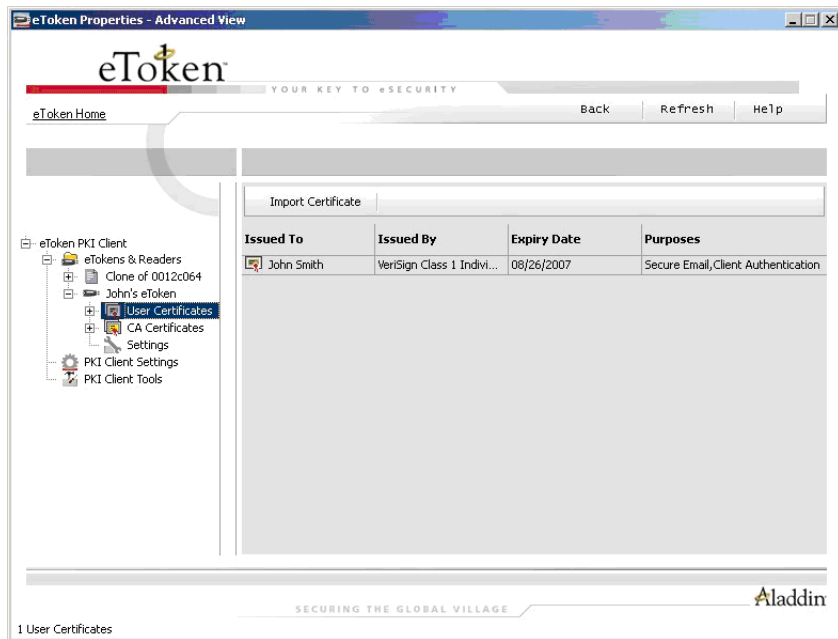 eToken Properties - Advanced View
eToken
YOUR KEY TO eSECURITY
eToken Home
Back Refresh Help
Import Certificate
Issued To Issued By Expiry Date Purposes
John Smith VeriSign Class 1 Indivi... 08/26/2007 Secure Email,Client Authentication
eToken PKI Client
eTokens & Readers
Clone of 0012c064
John's eToken
User Certificates
CA Certificates
Settings
PKI Client Settings
PKI Client Tools
Aladdin
SECURING THE GLOBAL VILLAGE
1 User Certificates